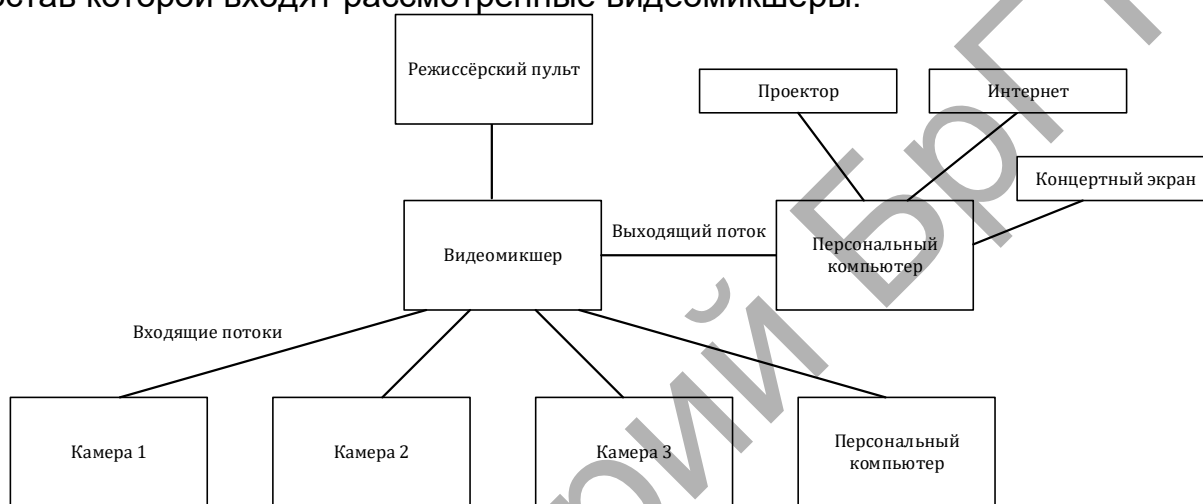 состав которой входят рассмотренные видеомикшеры.
Режиссёрский пульт
Проектор
Интернет
Концертный экран
Видеомикшер
Выходящий поток
Персональный
компьютер
Входящие потоки
Камера 1
Камера 2
Камера 3
Персональный
компьютер